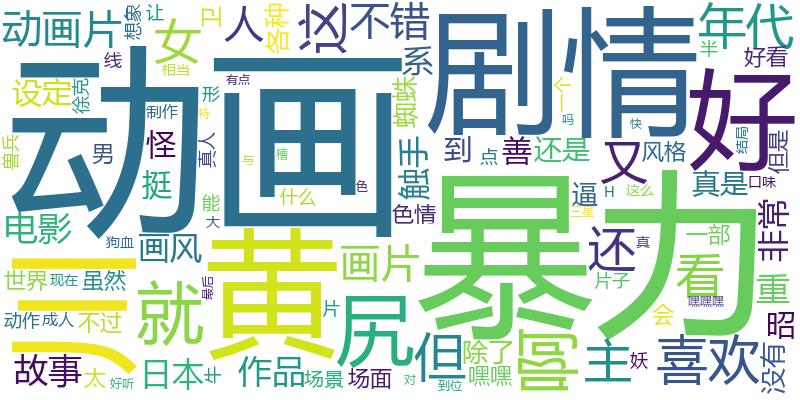 动画片 想象 让 卫 各种 人 这 不错 年代
线 女 相当 有点 系 剧情 半 好看
设定 徐克 制作 形 特 蜘蛛 一个 好
动画
兽兵 男 怪 真人 触手 到 善 还是 又 风格 吗 快 结局 但是
挺 能 大 与 槽 什么 色 点 逼 H 真是 这么 口味
电影 狗血 画风 色情 暴力 三星 还 真 一部 非常
世界 现在 虽然 一 黄 最后 画片 片子 看 重
动作 成人 不过 就 片 尻 但 啊 会 嘿嘿嘿 昭
故事 太 好听 日本 牛 作品 场景 场面 对 除了 嘿嘿 到位 主 妖 喜欢 没有